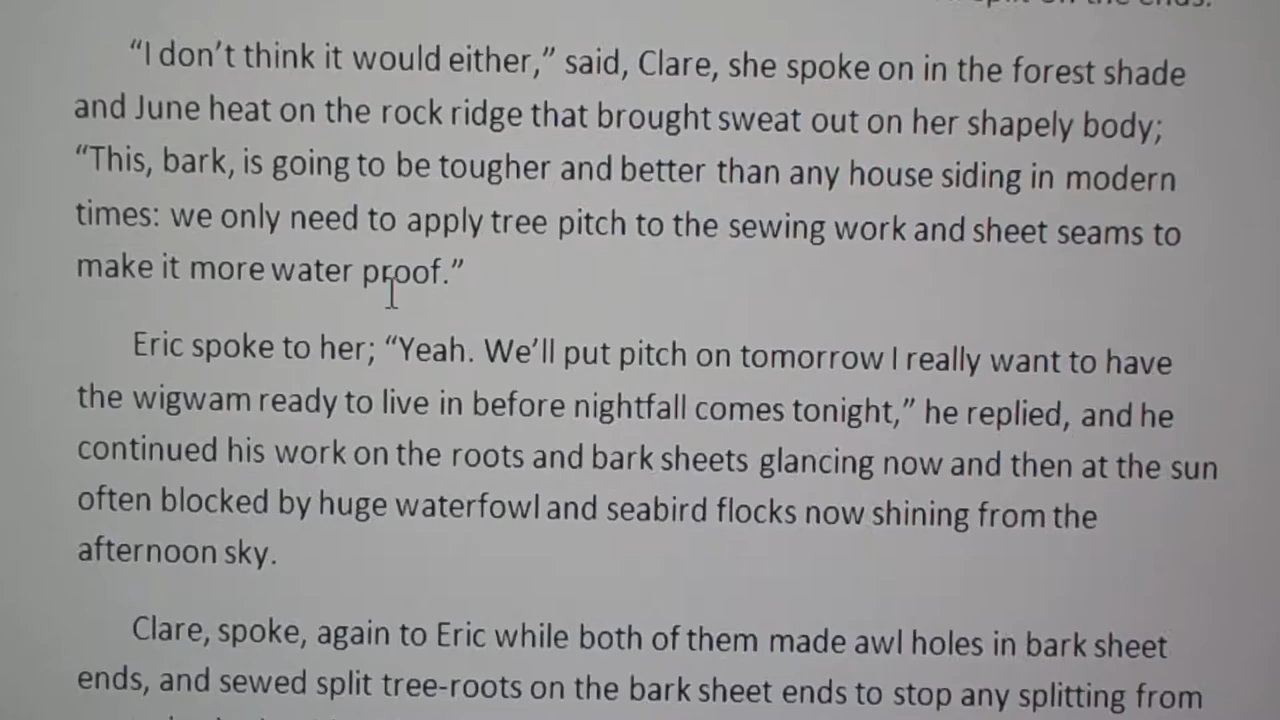 “I don’t think it would either,” said, Clare, she spoke on in the forest shade
and June heat on the rock ridge that brought sweat out on her shapely body;
“This, bark, is going to be tougher and better than any house siding in modern
times: we only need to apply tree pitch to the sewing work and sheet seams to
make it more water proof.”
Eric spoke to her; “Yeah. We’ll put pitch on tomorrow I really want to have
the wigwam ready to live in before nightfall comes tonight,” he replied, and he
continued his work on the roots and bark sheets glancing now and then at the sun
often blocked by huge waterfowl and seabird flocks now shining from the
afternoon sky.
Clare, spoke, again to Eric while both of them made awl holes in bark sheet
ends, and sewed split tree-roots on the bark sheet ends to stop any splitting from